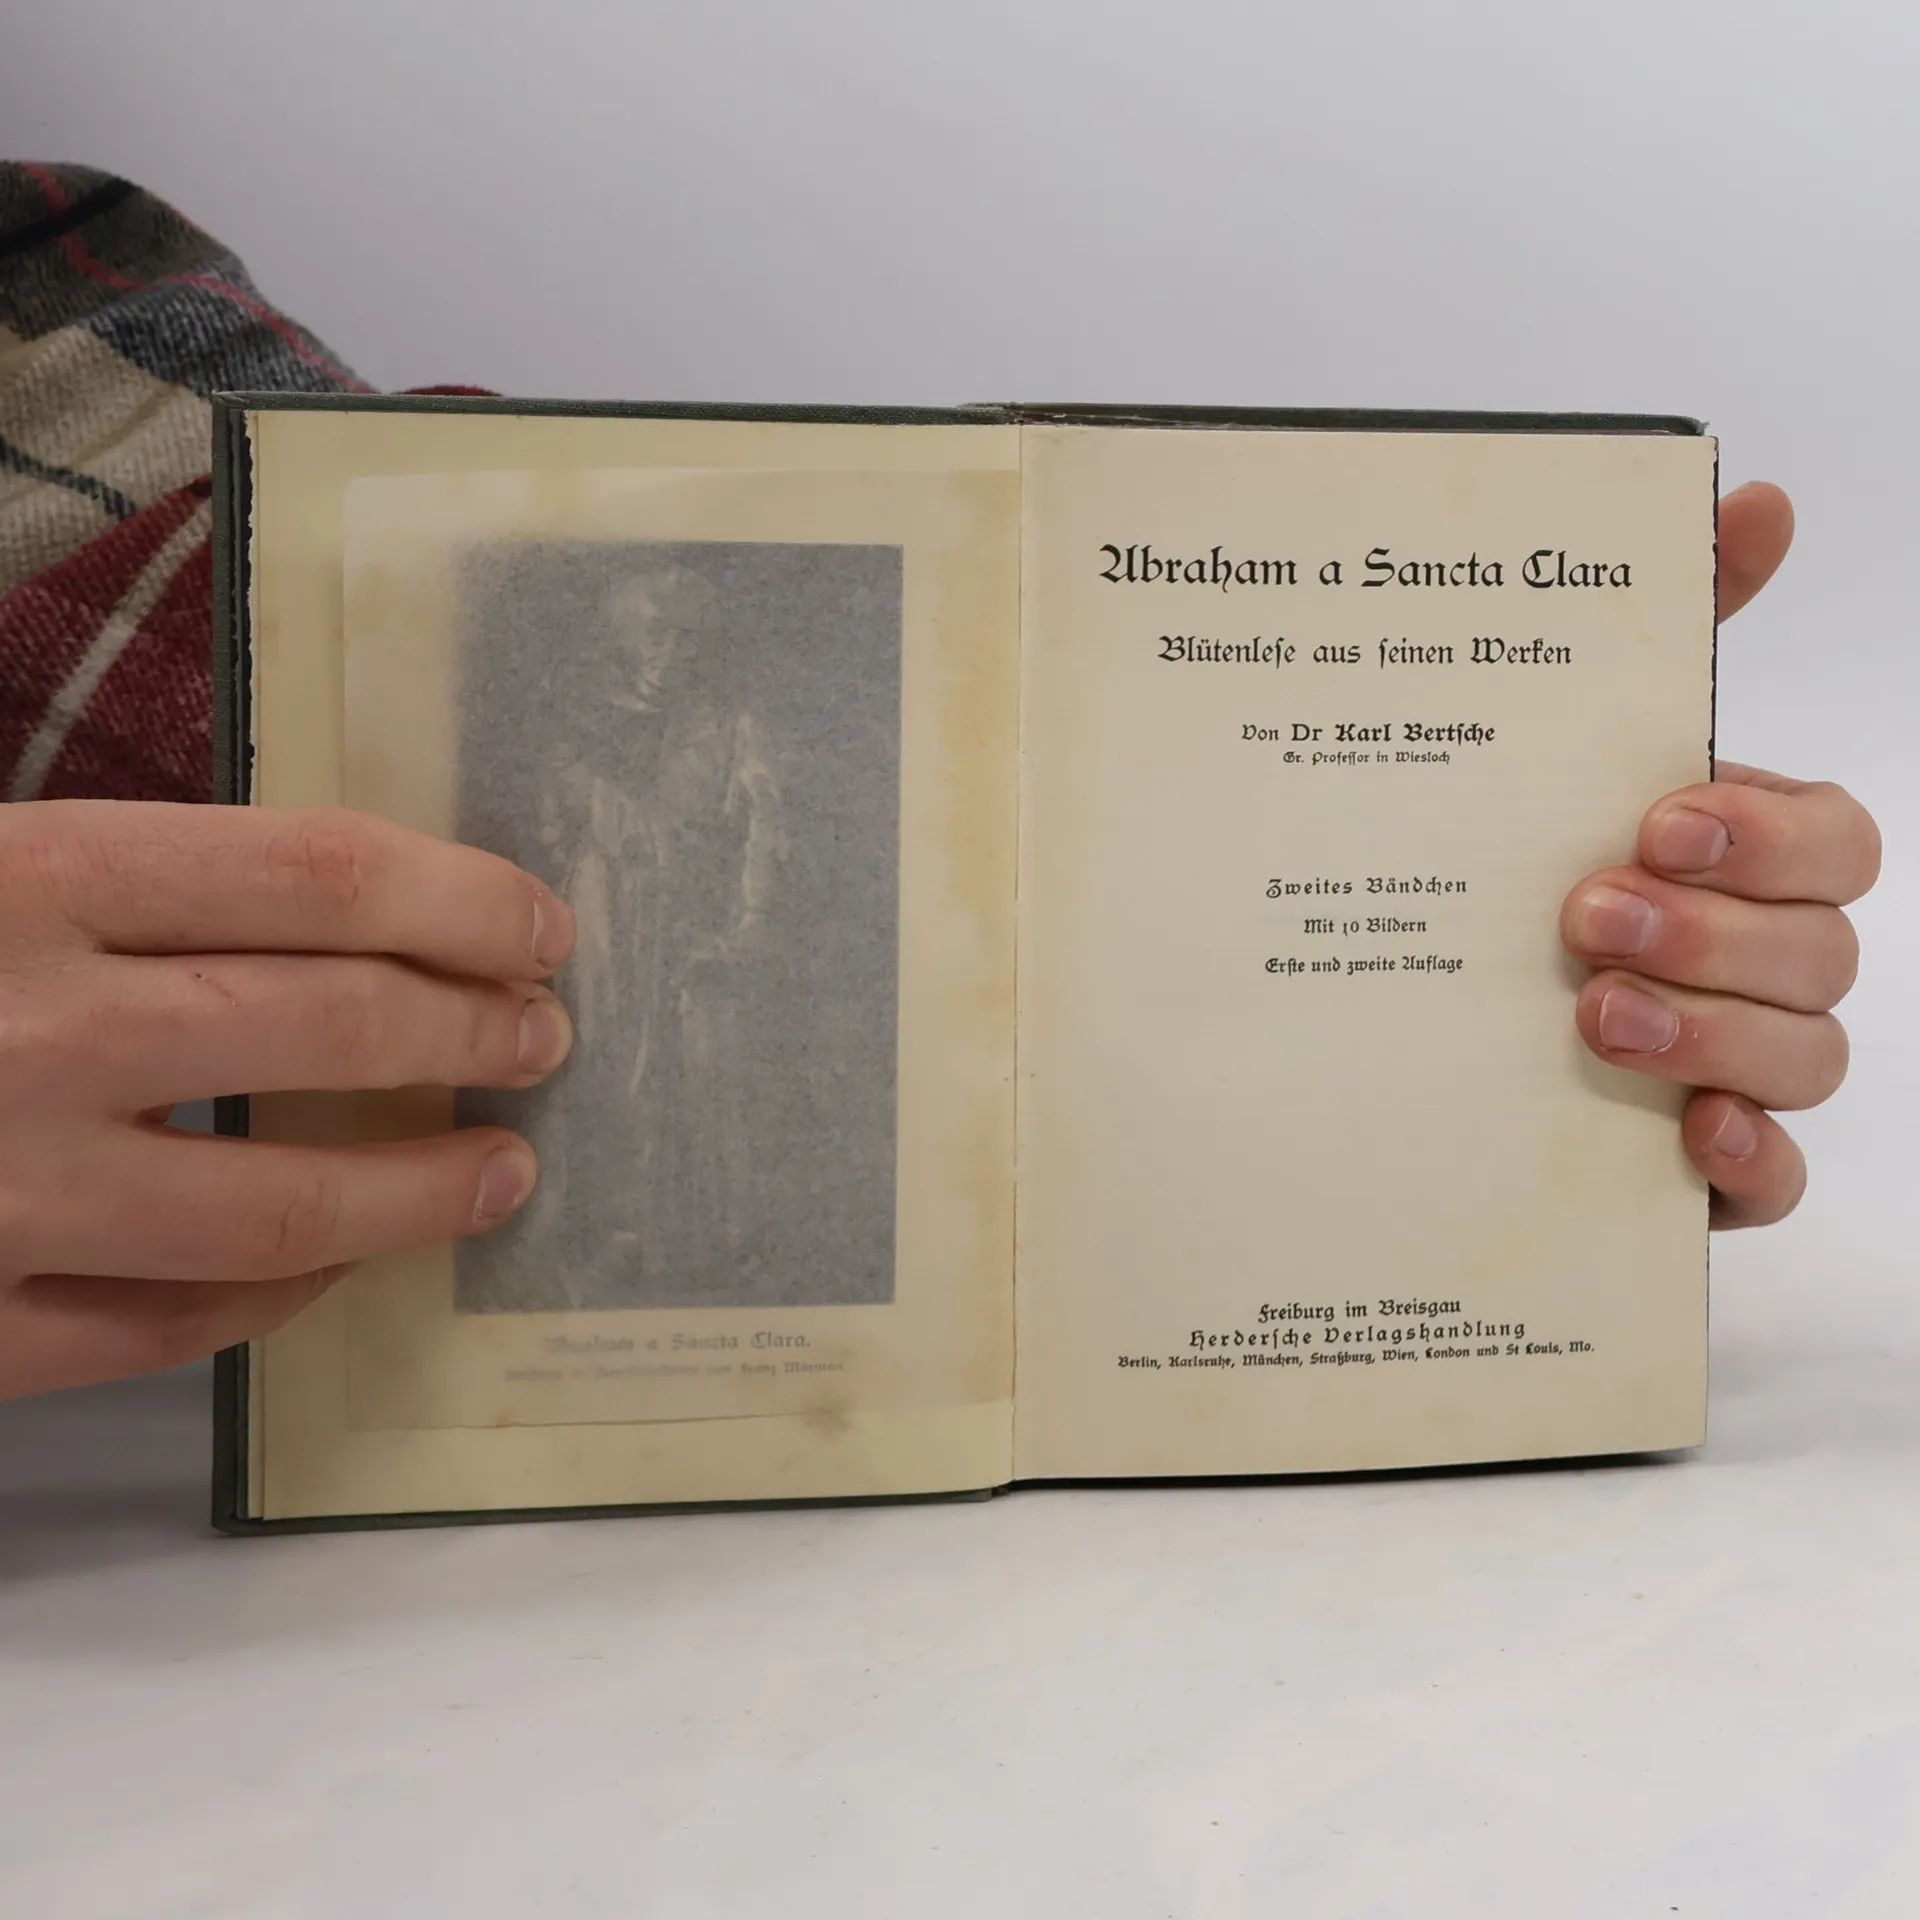 Abraham a Sancta Clara.
Franz Marmon
Abraham a Sancta Clara
Blütenleſe aus ſeinen Werken
Von Dr Karl Bertſche
Gr. Profeſſor in Wiesloch
Zweites Bändchen
Mit 10 Bildern
Erſte und zweite Auflage
Freiburg im Breisgau
Herderſche Verlagshandlung
Berlin, Karlsruhe, München, Straßburg, Wien, London und St Louis, Mo.